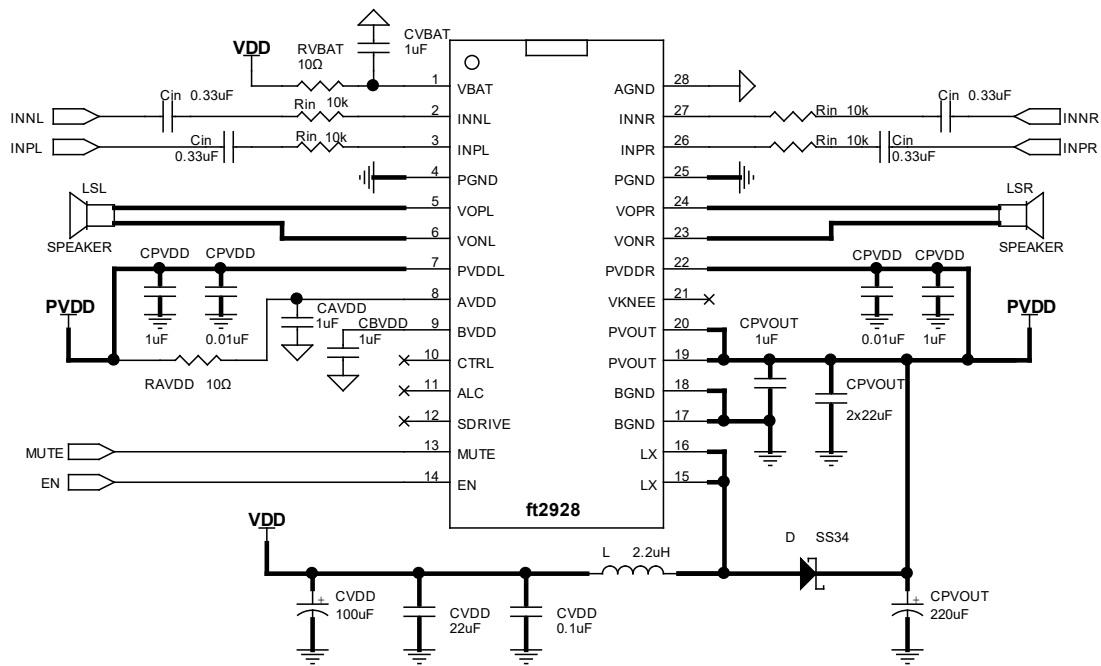 CVBAT
1uF
VDD
RVBAT
10Ω
1
VBAT
AGND
28
Cin 0.33uF
Rin 10k
INNL
2
INNL
INNR
27
Rin 10k
Cin 0.33uF
INNR
INPL
Cin
0.33uF
Rin 10k
3
INPL
INPR
26
Rin 10k
Cin
0.33uF
INPR
4
PGND
PGND
25
LSL
SPEAKER
5
VOPL
VOPR
24
LSR
SPEAKER
6
VONL
VONR
23
CPVDD
CPVDD
7
PVDDL
PVDDR
22
CPVDD
CPVDD
PVDD
1uF
0.01uF
8
AVDD
VKNEE
21
0.01uF
1uF
PVDD
CAVDD
1uF
CBVDD
1uF
9
BVDD
PVOUT
20
CPVOUT
1uF
RAVDD 10Ω
10
CTRL
PVOUT
19
CPVOUT
2x22uF
11
ALC
BGND
18
12
SDRIVE
BGND
17
MUTE
13
MUTE
LX
16
EN
14
EN
LX
15
ft2928
VDD
L 2.2uH
D SS34
CVDD
100uF
CVDD
22uF
CVDD
0.1uF
CPVOUT
220uF